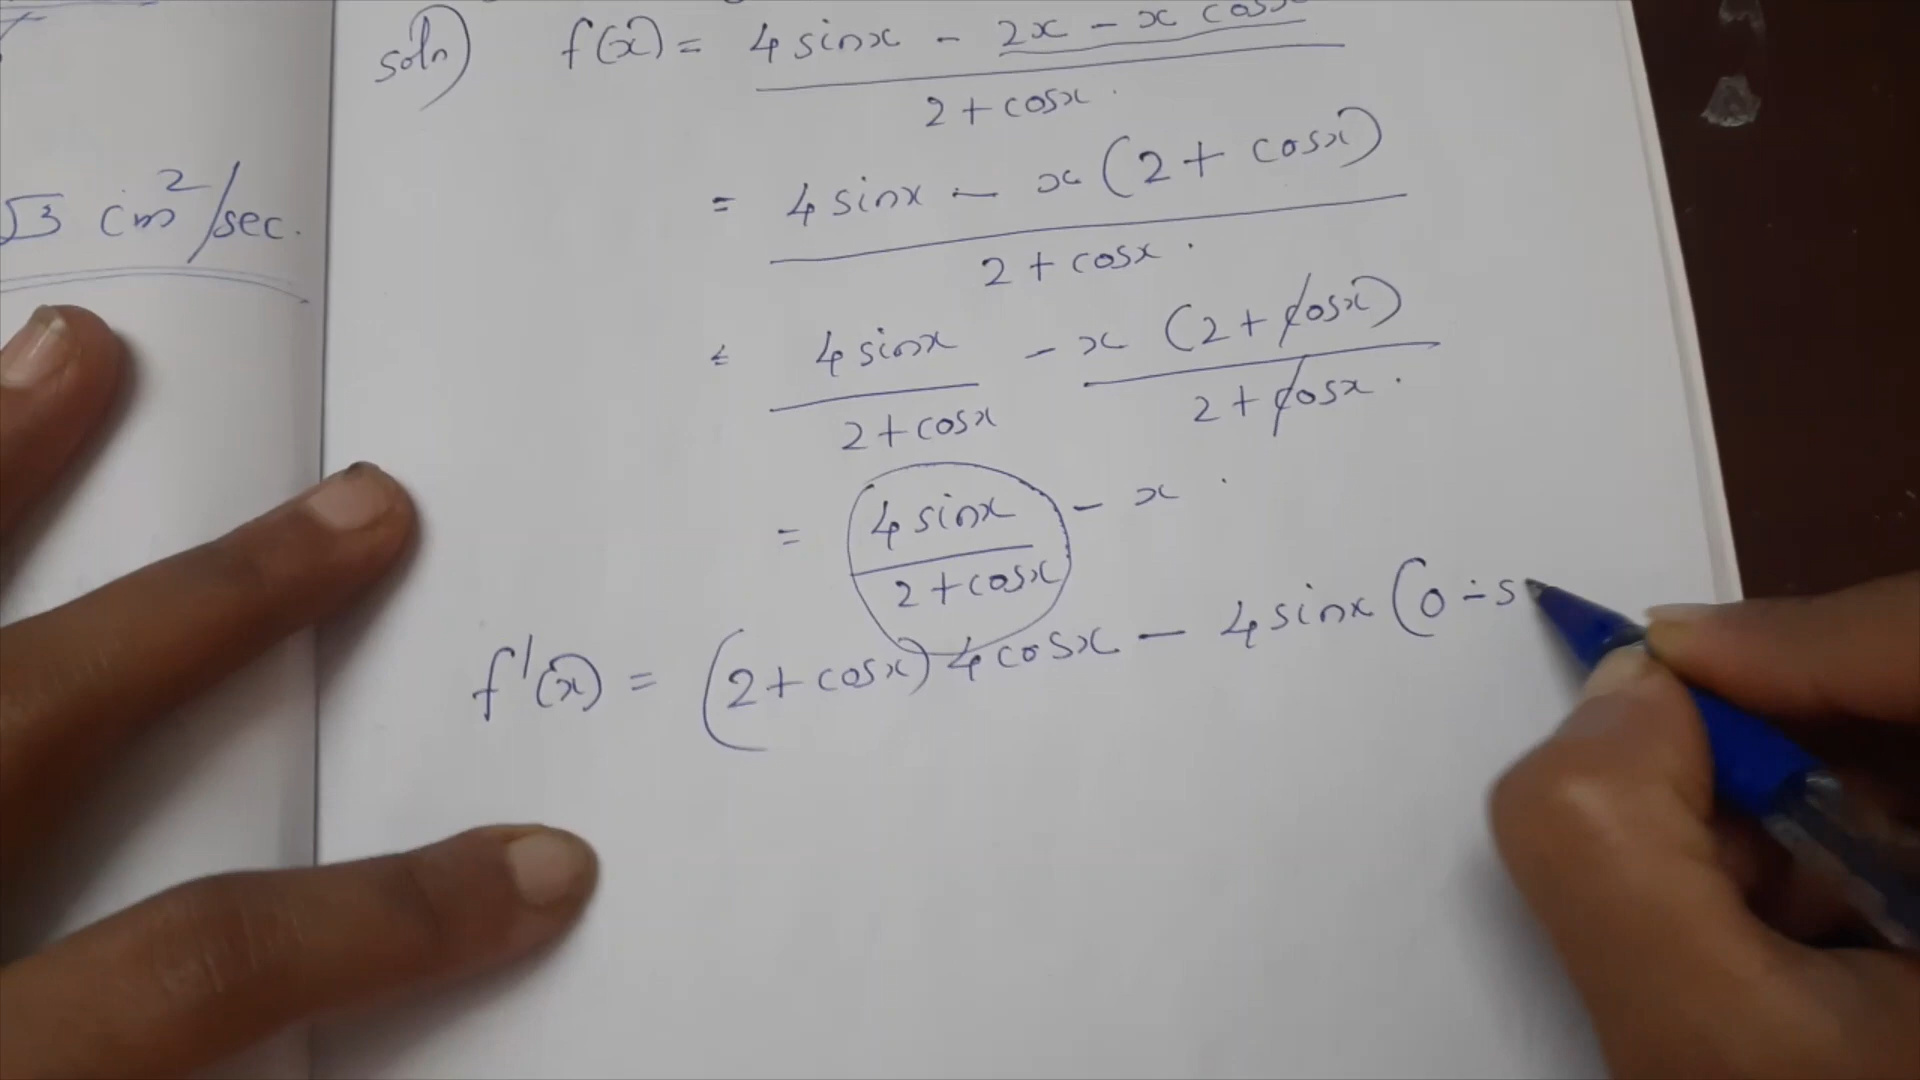 √3 cm²/sec.
soln) f(x) = 4 sinx - 2x - x cosx
2 + cosx .
= 4 sinx - x (2 + cosx)
2 + cosx .
= 4 sinx - x (2 + cosx)
2 + cosx 2 + cosx .
= 4 sinx - x .
2 + cosx
f'(x) = (2 + cosx) 4 cosx - 4 sinx (0 - s